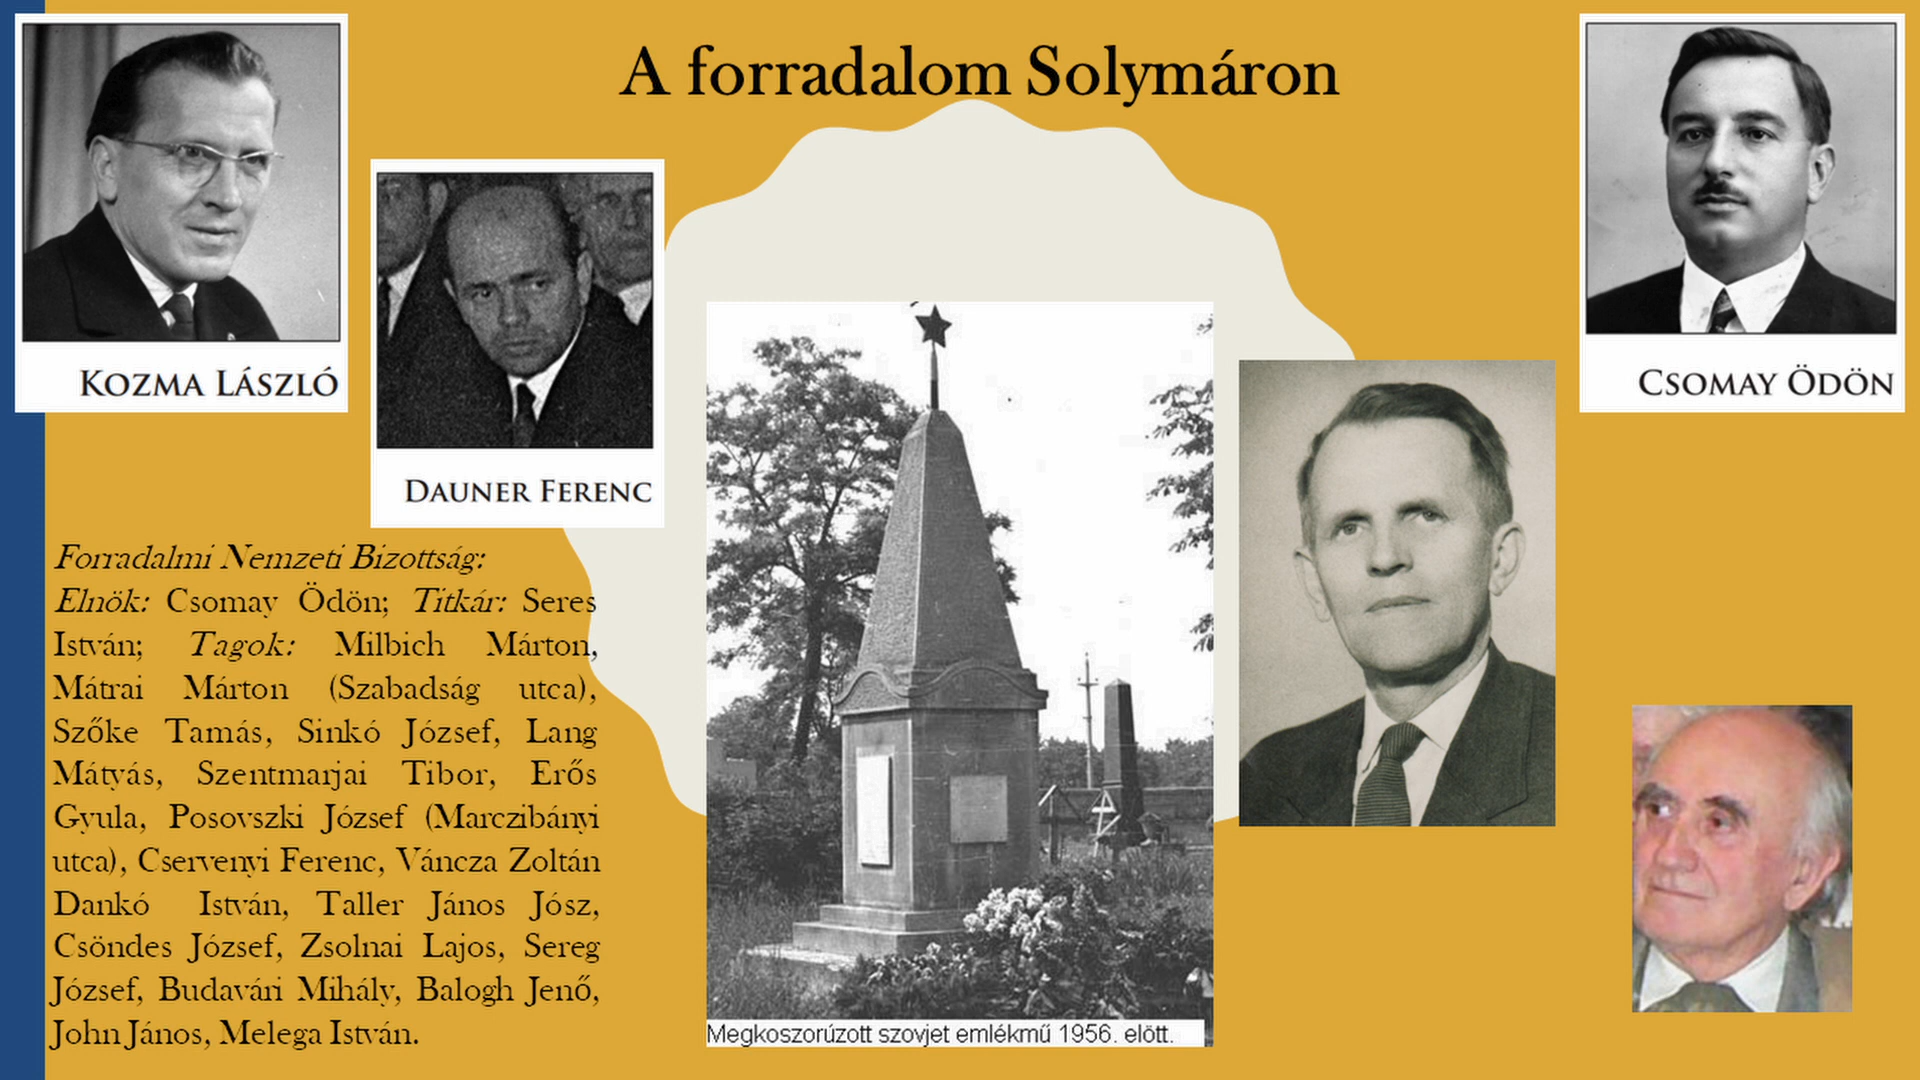 A forradalom Solymáron
KOZMA LÁSZLÓ
DAUNER FERENC
CSOMAY ÖDÖN
Forradalmi Nemzeti Bizottság:
Elnök: Csomay Ödön; Titkár: Seres
István; Tagok: Milbich Márton,
Mátrai Márton (Szabadság utca),
Szőke Tamás, Sinkó József, Lang
Mátyás, Szentmarjai Tibor, Erős
Gyula, Posovszki József (Marczibányi
utca), Cservenyi Ferenc, Váncza Zoltán
Dankó István, Taller János Jósz,
Csöndes József, Zsolnai Lajos, Sereg
József, Budavári Mihály, Balogh Jenő,
John János, Melega István.
Megkoszorúzott szovjet emlékmű 1956. elött.